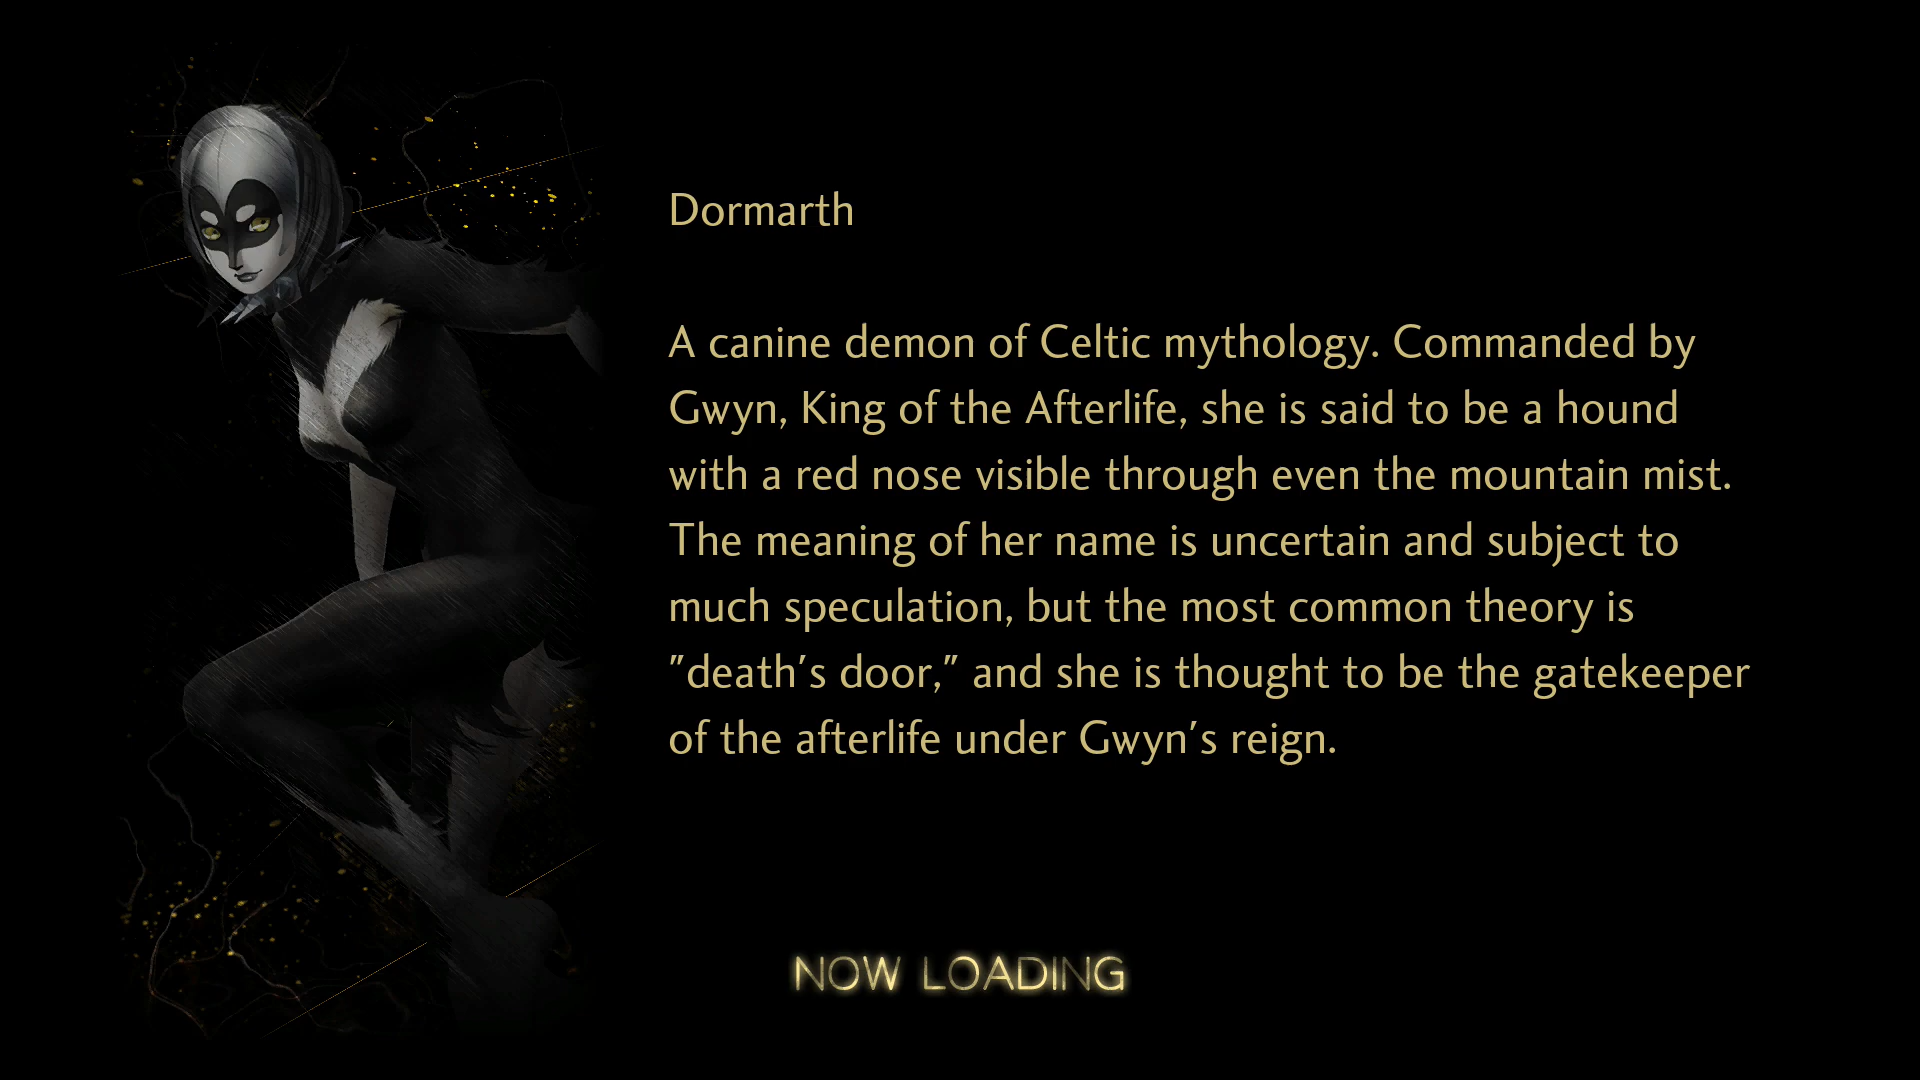 Dormarth
A canine demon of Celtic mythology. Commanded by
Gwyn, King of the Afterlife, she is said to be a hound
with a red nose visible through even the mountain mist.
The meaning of her name is uncertain and subject to
much speculation, but the most common theory is
"death's door," and she is thought to be the gatekeeper
of the afterlife under Gwyn's reign.
NOW LOADING